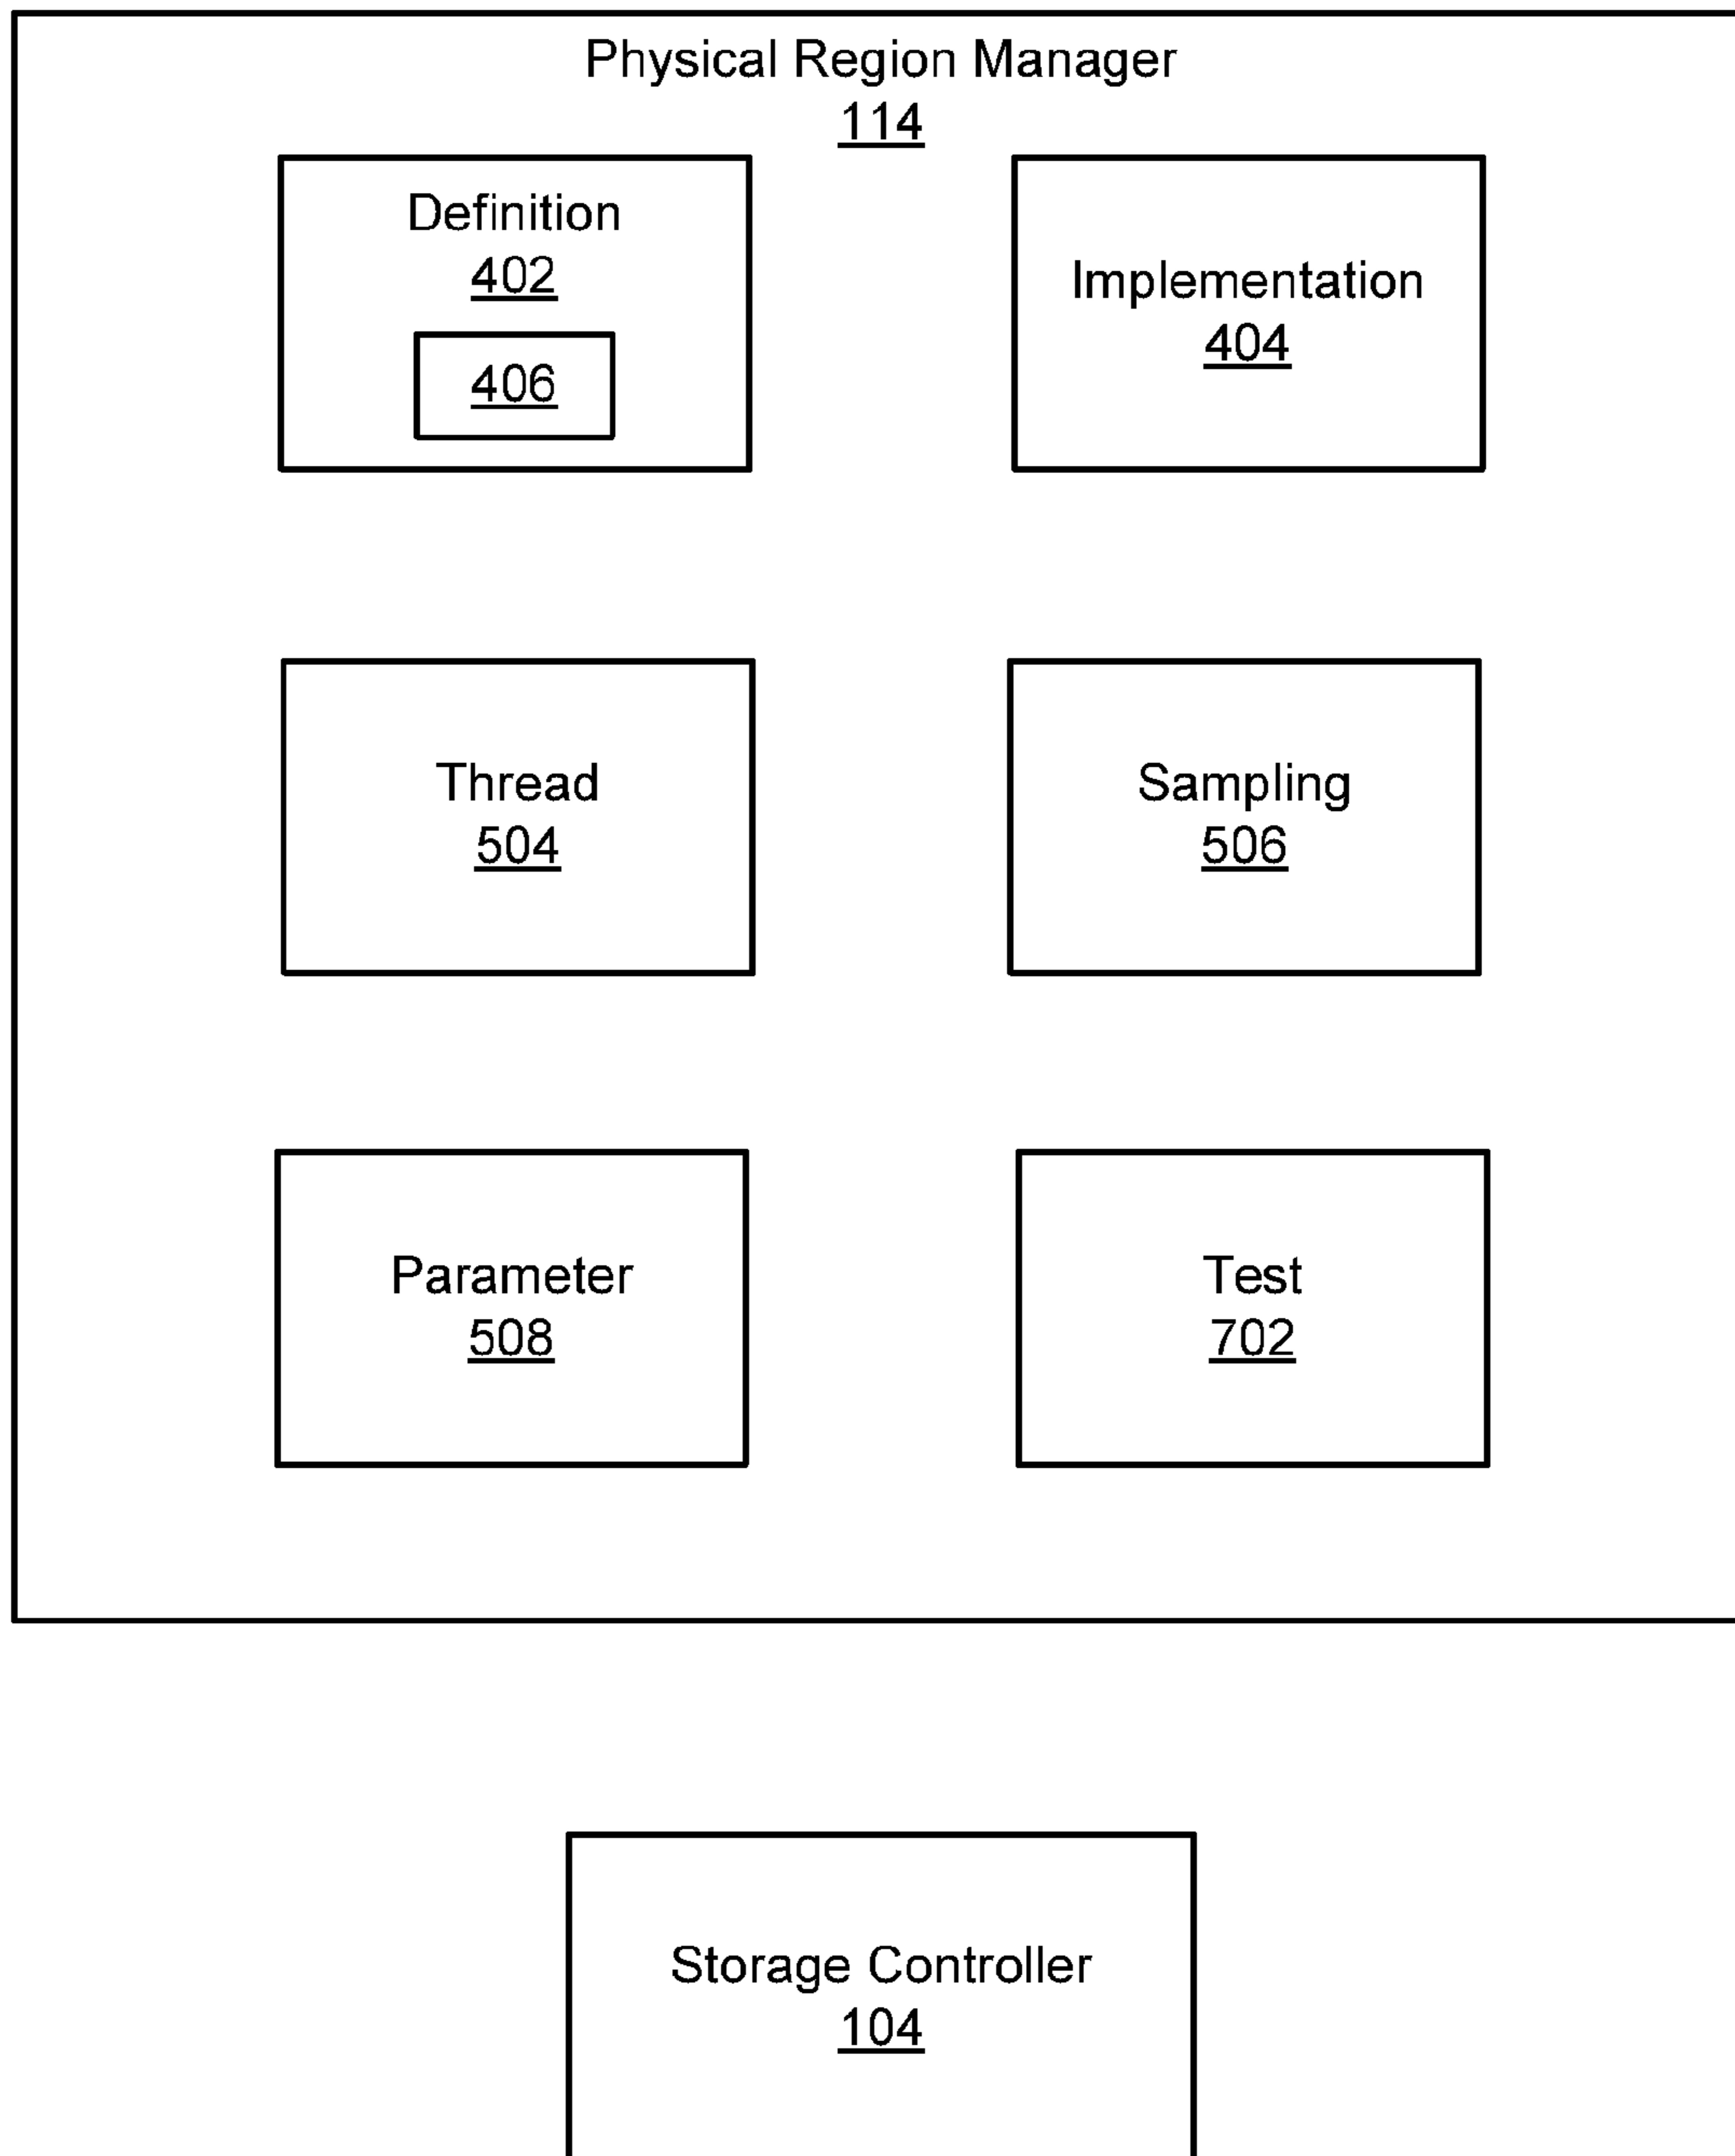 Physical Region Manager
114
Definition
402
406
Implementation
404
Thread
504
Sampling
506
Parameter
508
Test
702
Storage Controller
104